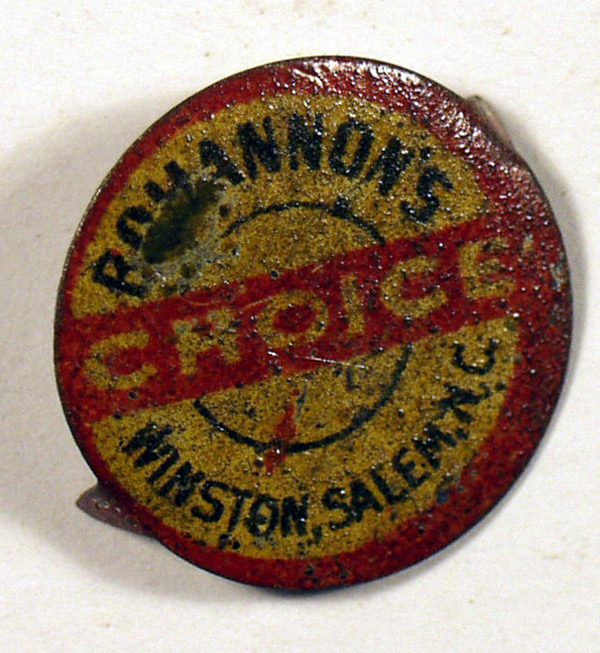 BOHANNON'S
CHOICE
WINSTON, SALEM, N.C.